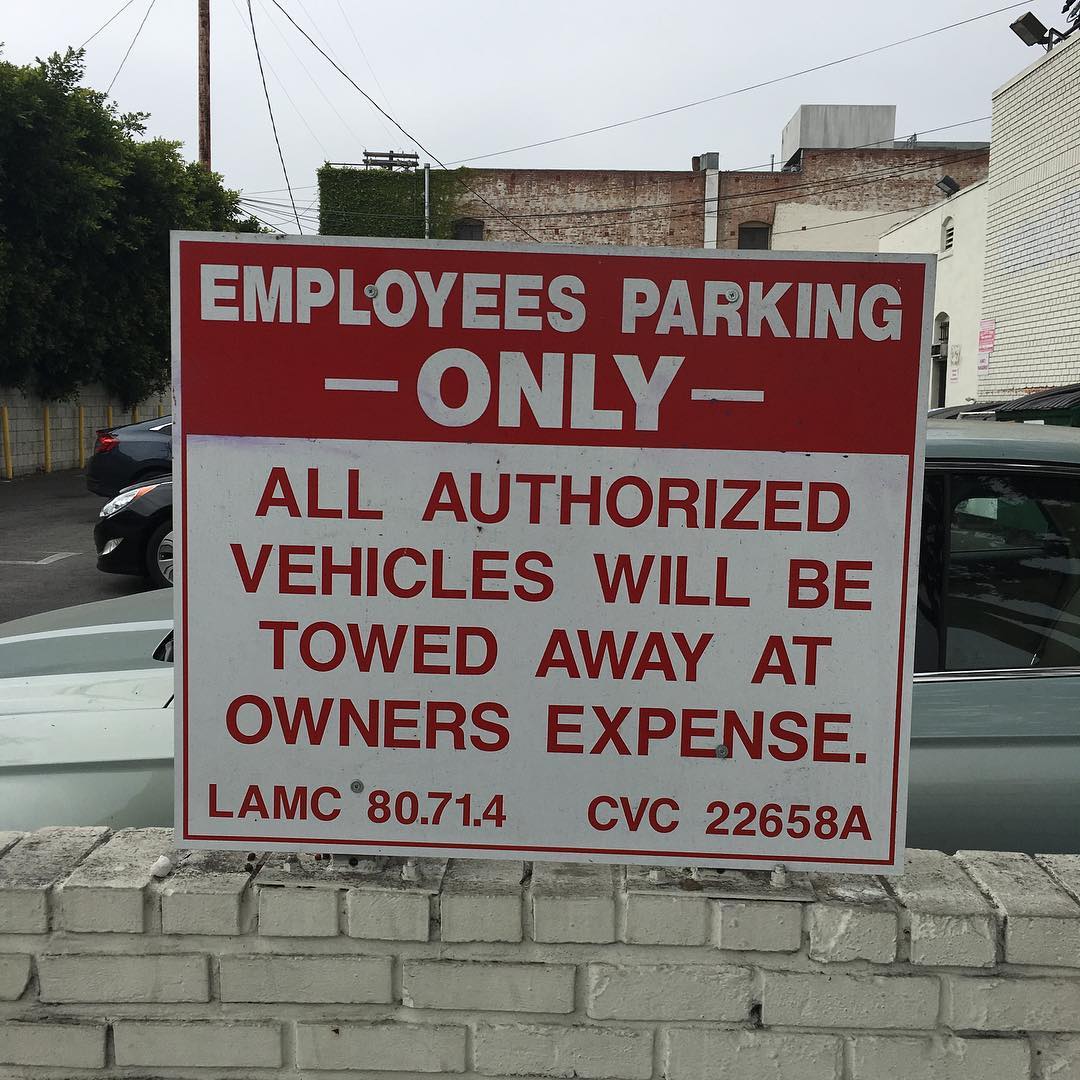 EMPLOYEES PARKING
— ONLY —
ALL AUTHORIZED
VEHICLES WILL BE
TOWED AWAY AT
OWNERS EXPENSE.
LAMC 80.71.4 CVC 22658A